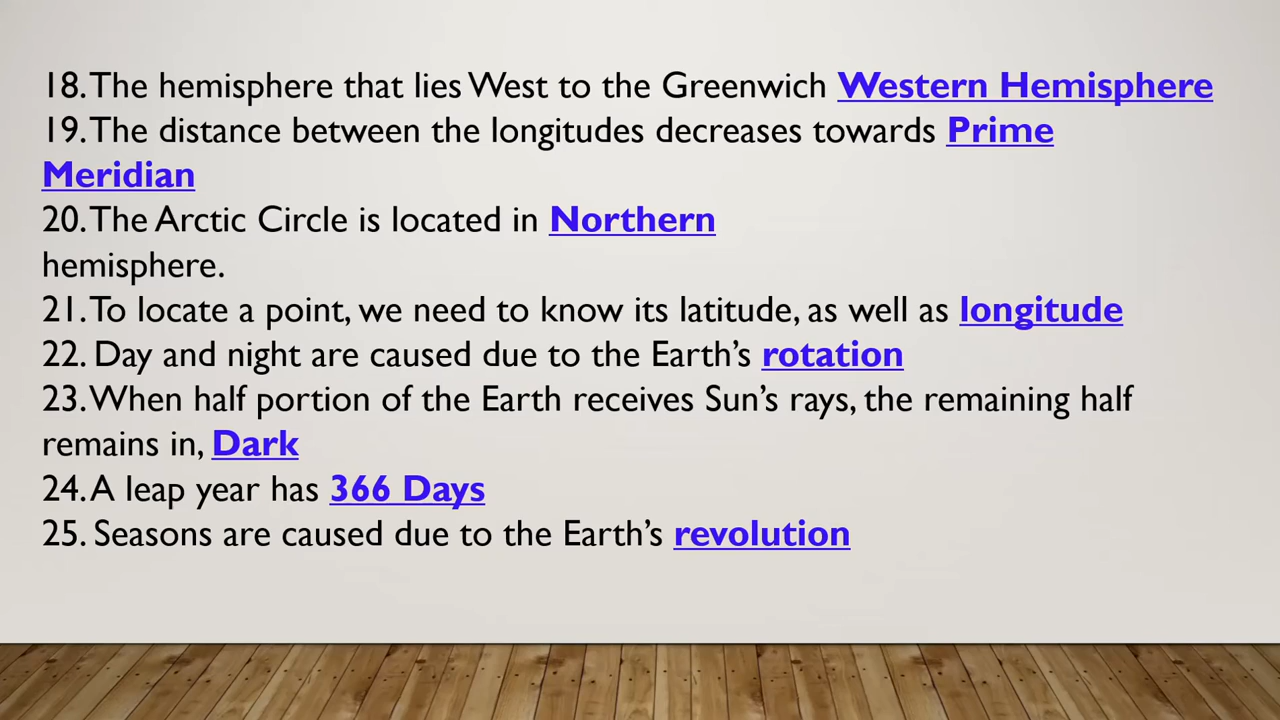 18. The hemisphere that lies West to the Greenwich Western Hemisphere
19. The distance between the longitudes decreases towards Prime
Meridian
20. The Arctic Circle is located in Northern
hemisphere.
21. To locate a point, we need to know its latitude, as well as longitude
22. Day and night are caused due to the Earth’s rotation
23. When half portion of the Earth receives Sun’s rays, the remaining half
remains in, Dark
24. A leap year has 366 Days
25. Seasons are caused due to the Earth’s revolution